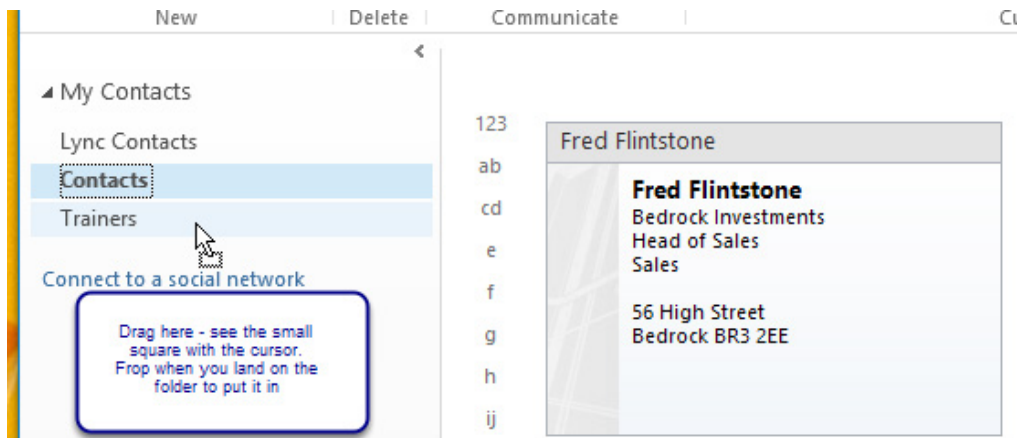 New Delete Communicate Cu
My Contacts
Lync Contacts
Contacts
Trainers
Connect to a social network
Drag here - see the small
square with the cursor.
Frop when you land on the
folder to put it in
123
ab
cd
e
f
g
h
ij
Fred Flintstone
Fred Flintstone
Bedrock Investments
Head of Sales
Sales
56 High Street
Bedrock BR3 2EE